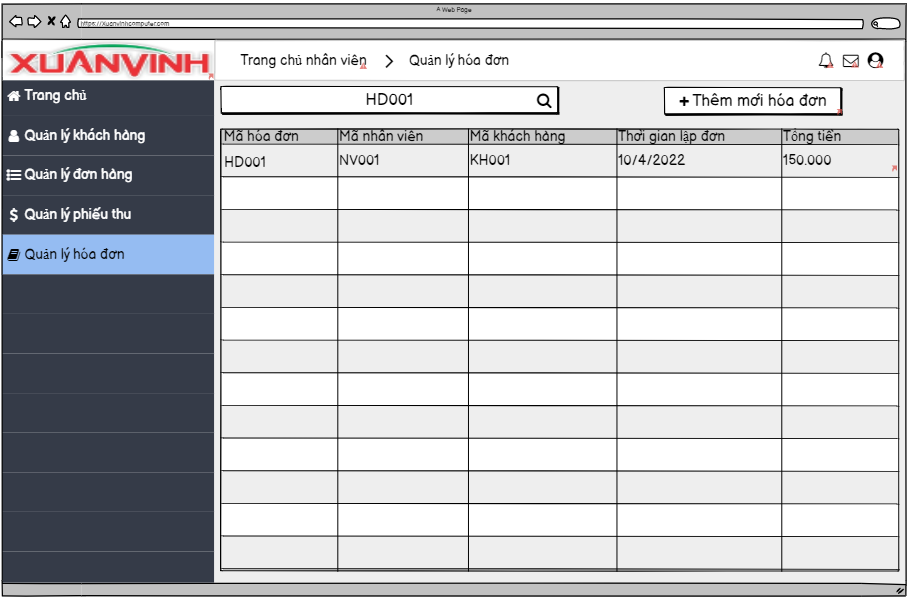 A Web Page
https://xuanvinhcomputer.com
XUÂNVINH
Trang chủ nhân viên
Quản lý hóa đơn
Trang chủ
Quản lý khách hàng
Quản lý đơn hàng
$ Quản lý phiếu thu
Quản lý hóa đơn
HD001
+ Thêm mới hóa đơn
Mã hóa đơn Mã nhân viên Mã khách hàng Thời gian lập đơn Tổng tiền
HD001 NV001 KH001 10/4/2022 150.000